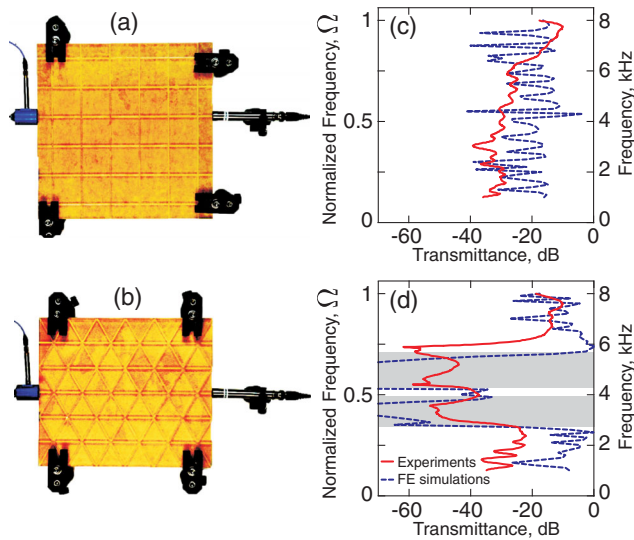 (a)
(c)
Normalized Frequency, Ω
1
0.5
0
8
6
4
2
0
Frequency, kHz
-60
-40
-20
0
Transmittance, dB
(b)
(d)
Normalized Frequency, Ω
1
0.5
0
8
6
4
2
0
Frequency, kHz
Experiments
FE simulations
-60
-40
-20
0
Transmittance, dB